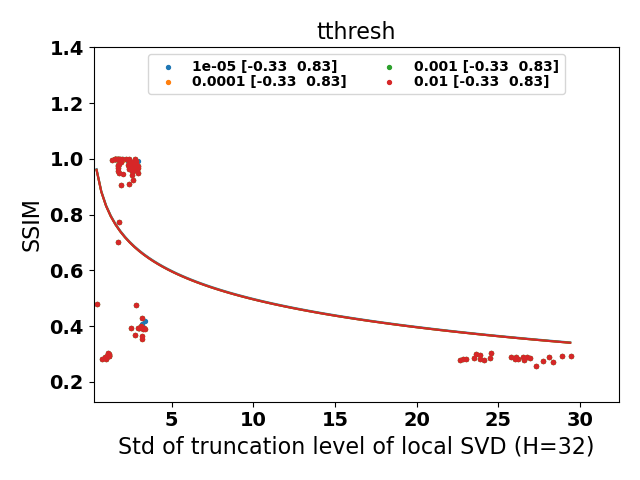 tthresh
1e-05 [-0.33  0.83]
0.0001 [-0.33  0.83]
0.001 [-0.33  0.83]
0.01 [-0.33  0.83]
1.4
1.2
1.0
0.8
0.6
0.4
0.2
SSIM
5 10 15 20 25 30
Std of truncation level of local SVD (H=32)